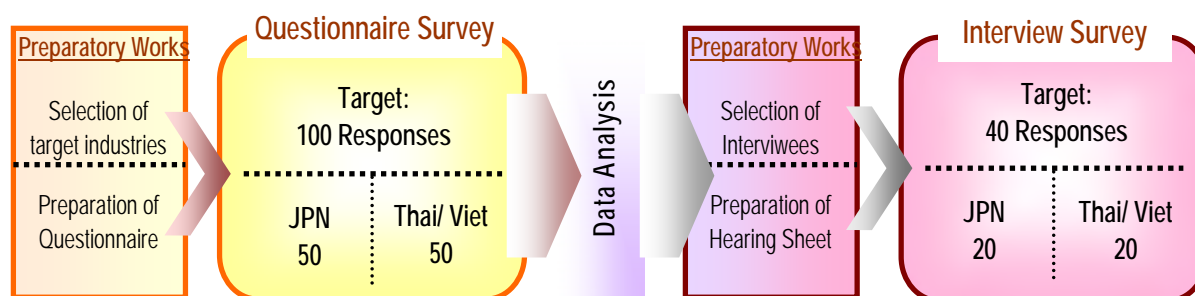 Preparatory Works
Selection of
target industries
Preparation of
Questionnaire
Questionnaire Survey
Target:
100 Responses
JPN
50
Thai/ Viet
50
Data Analysis
Preparatory Works
Selection of
Interviwees
Preparation of
Hearing Sheet
Interview Survey
Target:
40 Responses
JPN
20
Thai/ Viet
20